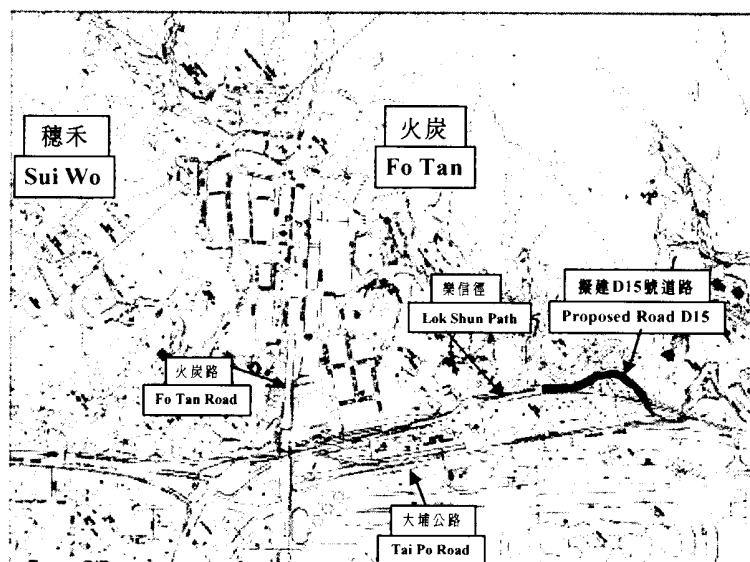 穗禾
Sui Wo
火炭
Fo Tan
樂信徑
Lok Shun Path
擬建D15號道路
Proposed Road D15
火炭路
Fo Tan Road
大埔公路
Tai Po Road